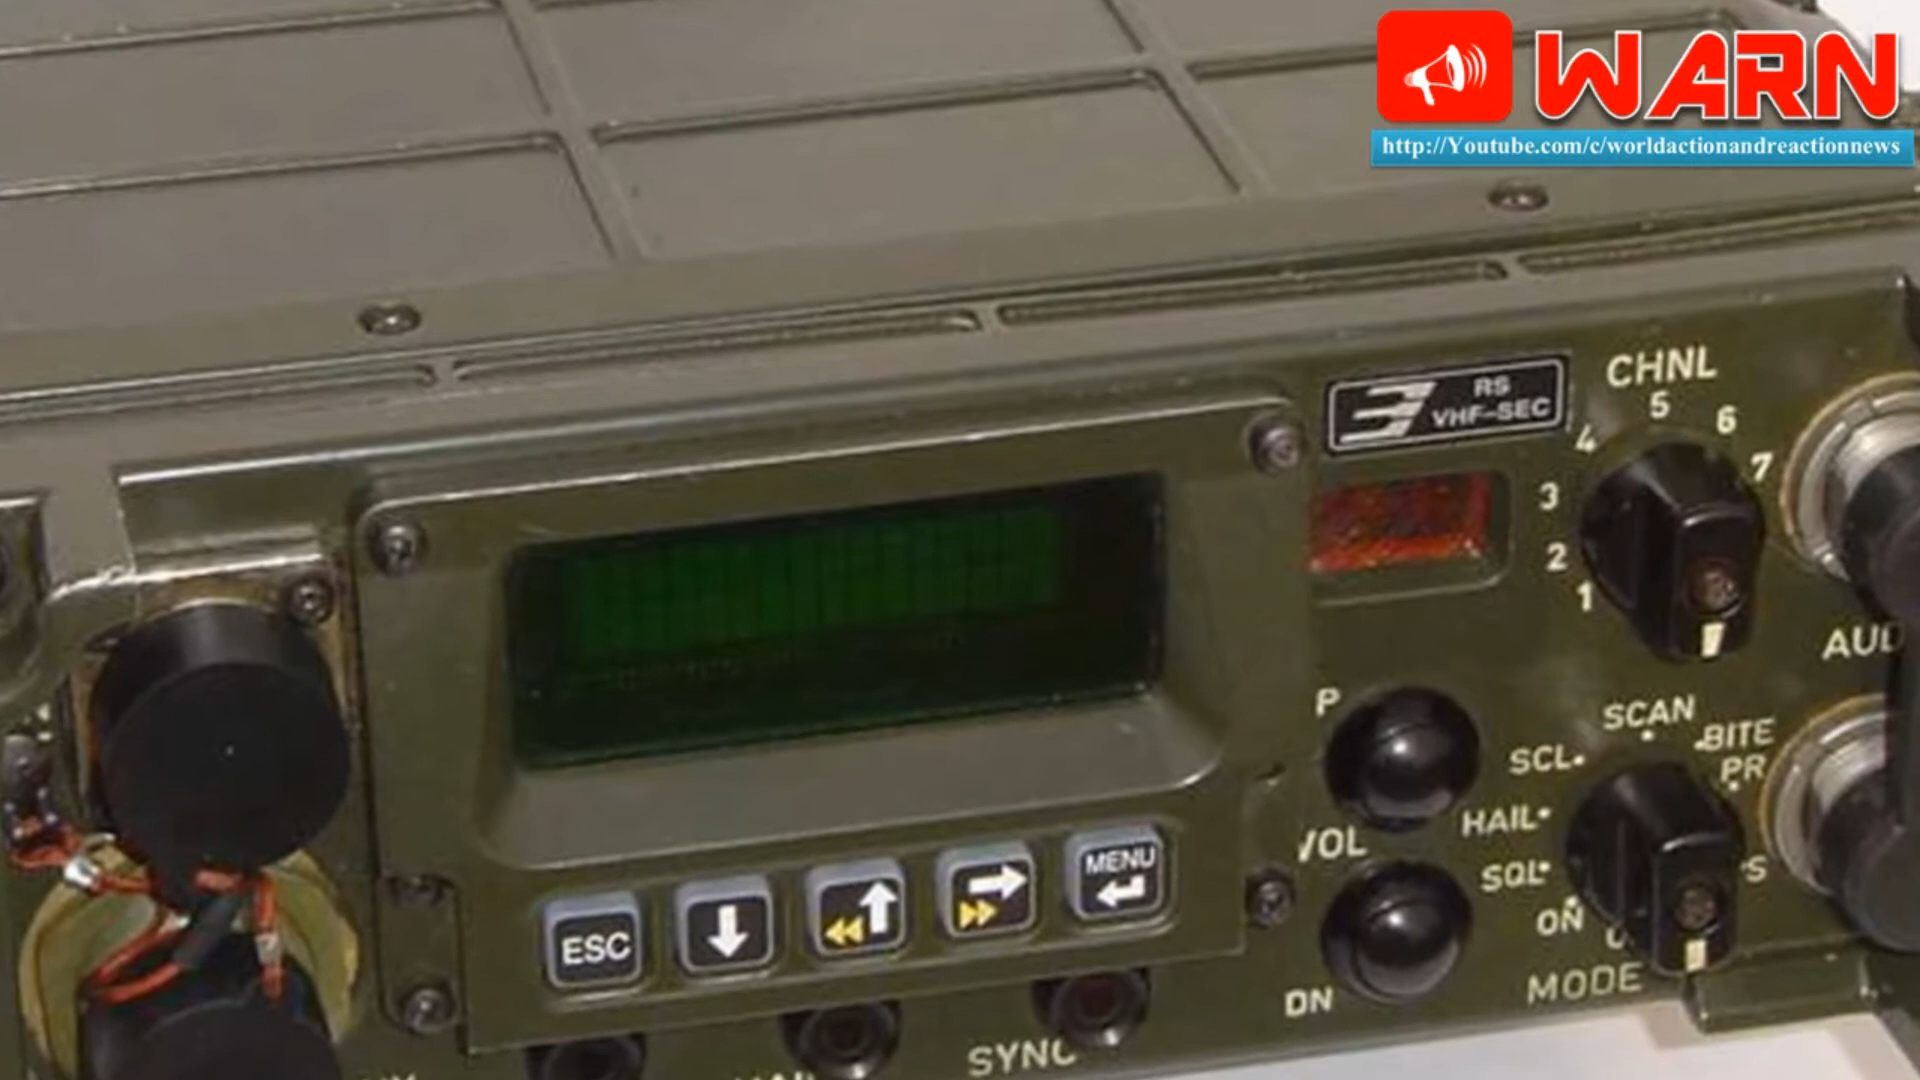 WARN
http://Youtube.com/c/worldactionandreactionnews
RS
VHF-SEC
CHNL
1
2
3
4
5
6
7
AUD
P
VOL
DN
SCAN
BITE
PR
SCL
HAIL
SQL
ON
MODE
ESC
MENU
SYNC